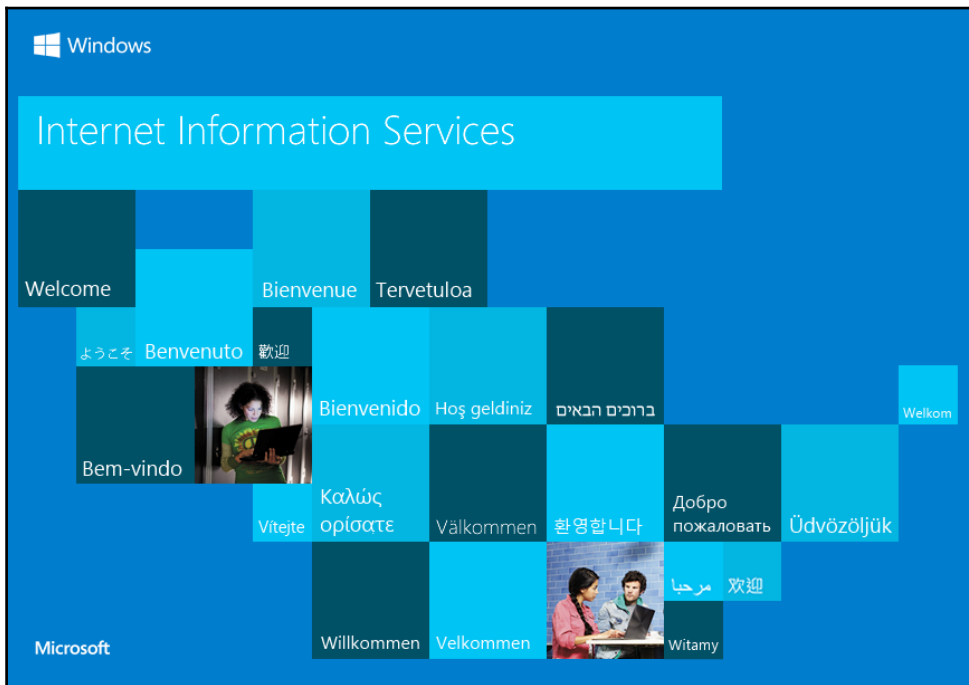 Windows
Internet Information Services
Welcome
Bienvenue
Tervetuloa
ようこそ
Benvenuto
歡迎
Bienvenido
Hoş geldiniz
ברוכים הבאים
Welkom
Bem-vindo
Vítejte
Καλώς
ορίσατε
Välkommen
환영합니다
Добро
пожаловать
Üdvözöljük
مرحبا
欢迎
Willkommen
Velkommen
Witamy
Microsoft